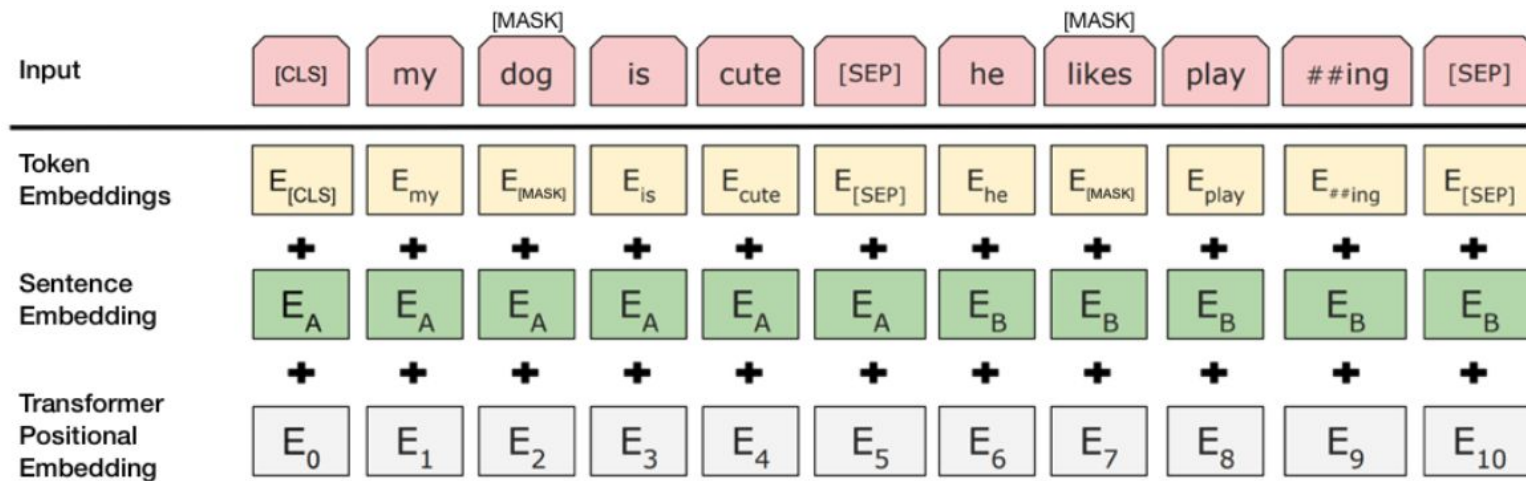 [MASK] [MASK]
Input [CLS] my dog is cute [SEP] he likes play ##ing [SEP]
Token
Embeddings E[CLS] Emy E[MASK] Eis Ecute E[SEP] Ehe E[MASK] Eplay E##ing E[SEP]
+ + + + + + + + + + +
Sentence
Embedding EA EA EA EA EA EA EB EB EB EB EB
+ + + + + + + + + + +
Transformer
Positional
Embedding E0 E1 E2 E3 E4 E5 E6 E7 E8 E9 E10